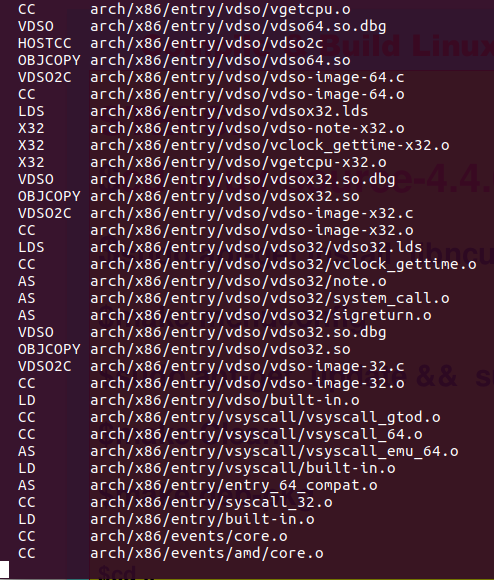 CC arch/x86/entry/vdso/vgetcpu.o
VDSO arch/x86/entry/vdso/vdso64.so.dbg
HOSTCC arch/x86/entry/vdso/vdso2c
OBJCOPY arch/x86/entry/vdso/vdso64.so
VDSO2C arch/x86/entry/vdso/vdso-image-64.c
CC arch/x86/entry/vdso/vdso-image-64.o
LDS arch/x86/entry/vdso/vdsox32.lds
X32 arch/x86/entry/vdso/vdso-note-x32.o
X32 arch/x86/entry/vdso/vclock_gettime-x32.o
X32 arch/x86/entry/vdso/vgetcpu-x32.o
VDSO arch/x86/entry/vdso/vdsox32.so.dbg
OBJCOPY arch/x86/entry/vdso/vdsox32.so
VDSO2C arch/x86/entry/vdso/vdso-image-x32.c
CC arch/x86/entry/vdso/vdso-image-x32.o
LDS arch/x86/entry/vdso/vdso32/vdso32.lds
CC arch/x86/entry/vdso/vdso32/vclock_gettime.o
AS arch/x86/entry/vdso/vdso32/note.o
AS arch/x86/entry/vdso/vdso32/system_call.o
AS arch/x86/entry/vdso/vdso32/sigreturn.o
VDSO arch/x86/entry/vdso/vdso32.so.dbg
OBJCOPY arch/x86/entry/vdso/vdso32.so
VDSO2C arch/x86/entry/vdso/vdso-image-32.c
CC arch/x86/entry/vdso/vdso-image-32.o
LD arch/x86/entry/vdso/built-in.o
CC arch/x86/entry/vsyscall/vsyscall_gtod.o
CC arch/x86/entry/vsyscall/vsyscall_64.o
AS arch/x86/entry/vsyscall/vsyscall_emu_64.o
LD arch/x86/entry/vsyscall/built-in.o
AS arch/x86/entry/entry_64_compat.o
CC arch/x86/entry/syscall_32.o
LD arch/x86/entry/built-in.o
CC arch/x86/events/core.o
CC arch/x86/events/amd/core.o